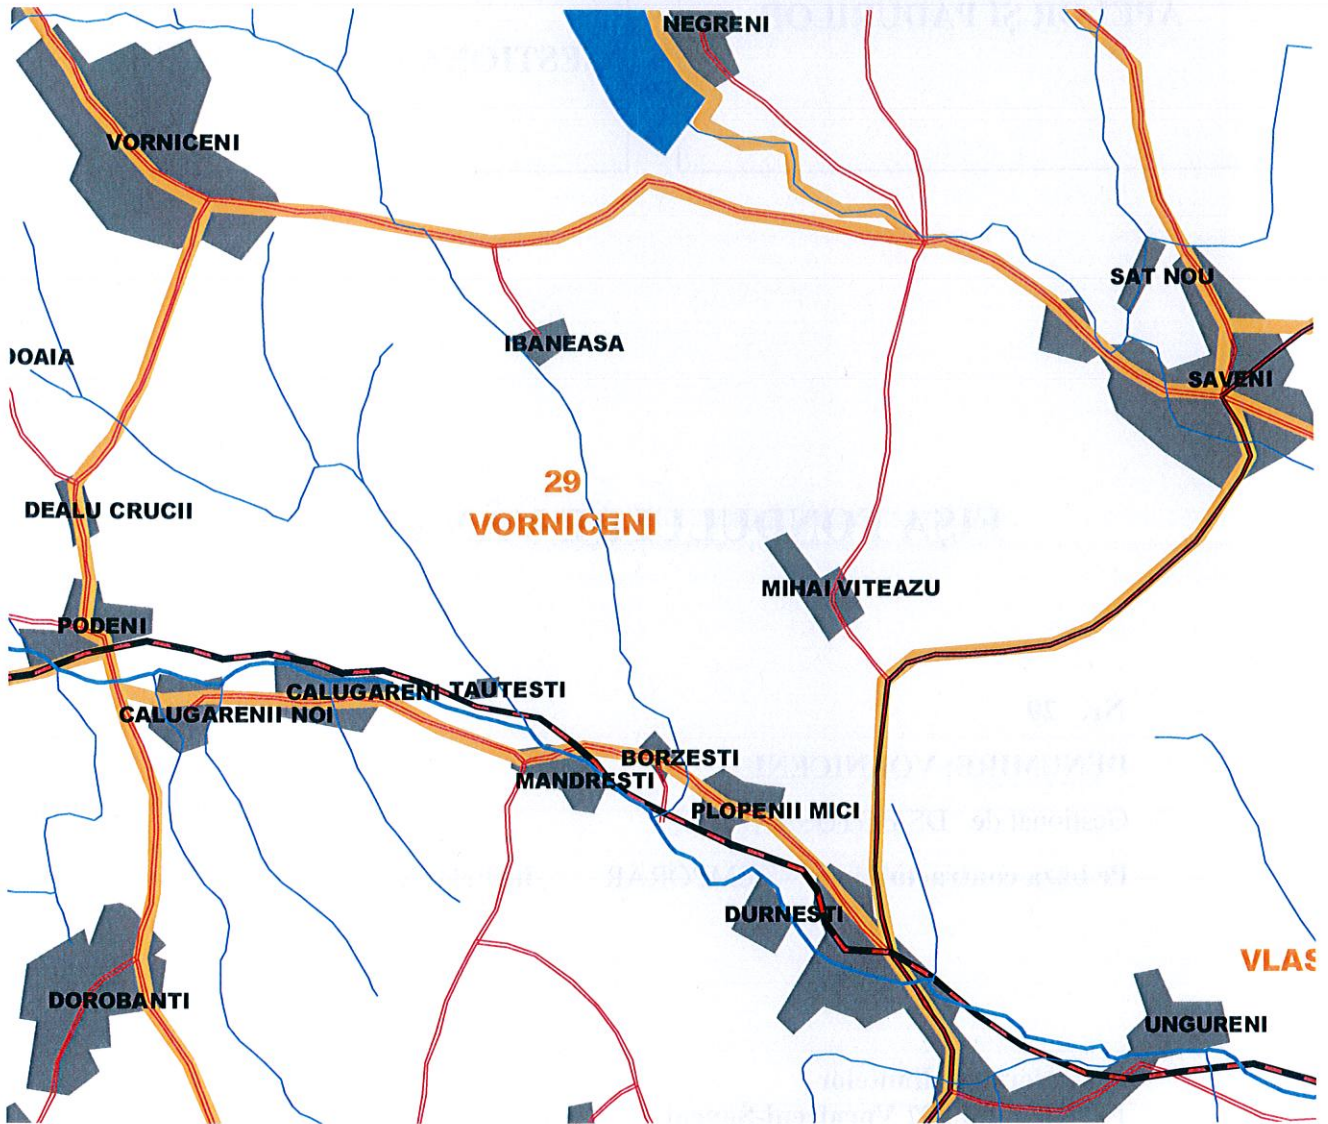 NEGRENI
VORNICENI
SAT NOU
IBANEASA
SAVENI
29
VORNICENI
DEALU CRUCII
MIHAI VITEAZU
PODENI
CALUGARENI
TAUTESTI
CALUGARENII NOI
BORZESTI
MANDRESTI
PLOPENII MICI
DURNESTI
VLAS
DOROBANTI
UNGURENI